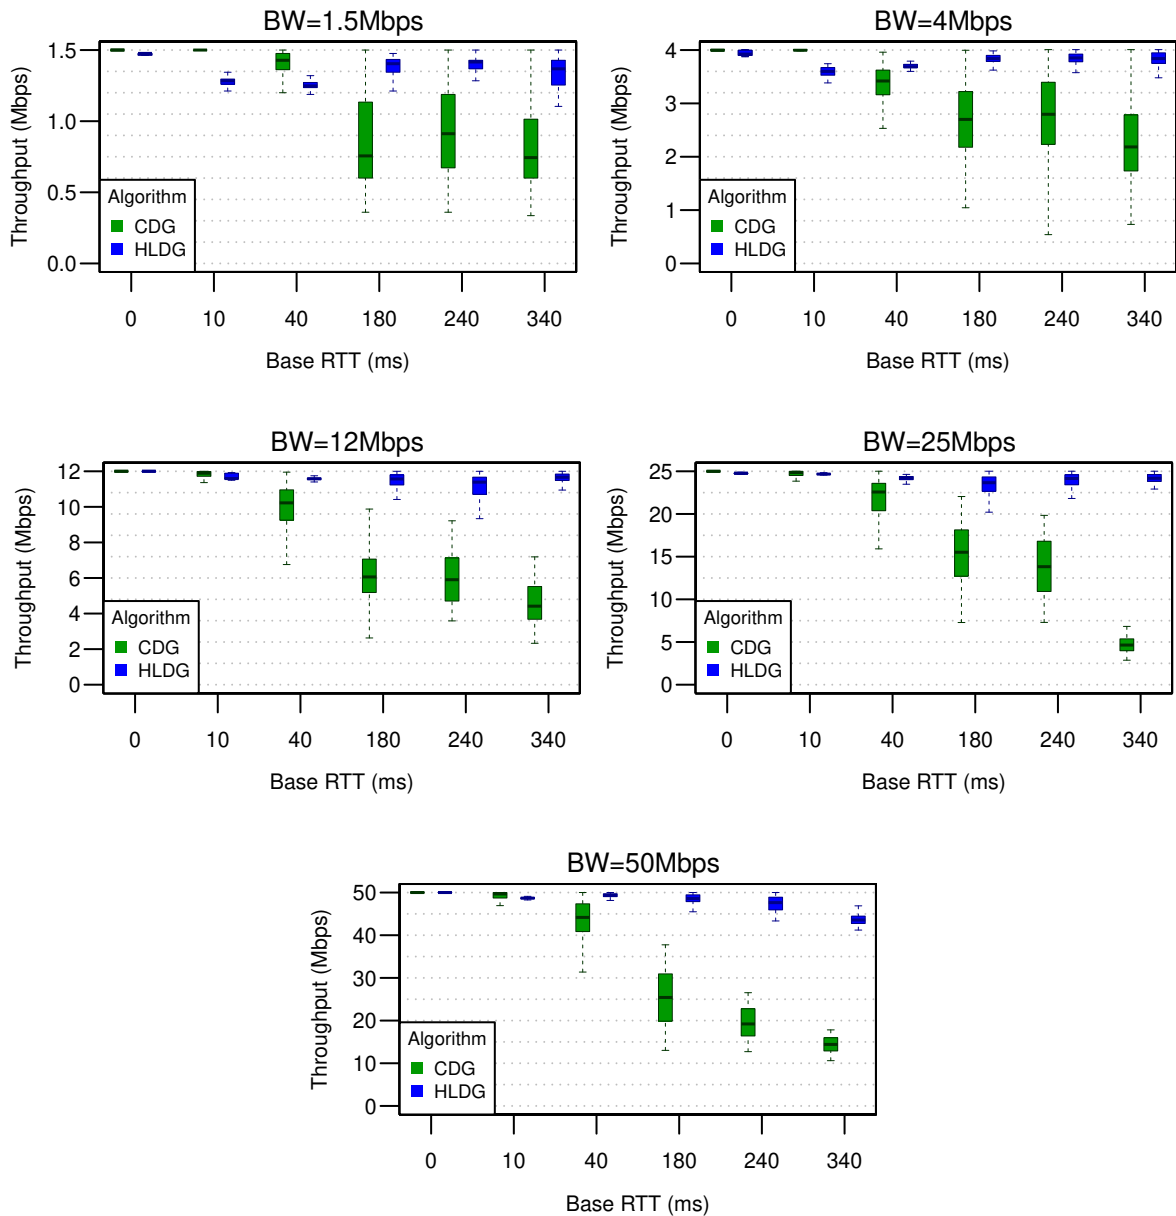 BW=1.5Mbps
Throughput (Mbps)
1.5
1.0
0.5
0.0
Algorithm
CDG
HLDG
0 10 40 180 240 340
Base RTT (ms)
BW=4Mbps
Throughput (Mbps)
4
3
2
1
0
Algorithm
CDG
HLDG
0 10 40 180 240 340
Base RTT (ms)
BW=12Mbps
Throughput (Mbps)
12
10
8
6
4
2
0
Algorithm
CDG
HLDG
0 10 40 180 240 340
Base RTT (ms)
BW=25Mbps
Throughput (Mbps)
25
20
15
10
5
0
Algorithm
CDG
HLDG
0 10 40 180 240 340
Base RTT (ms)
BW=50Mbps
Throughput (Mbps)
50
40
30
20
10
0
Algorithm
CDG
HLDG
0 10 40 180 240 340
Base RTT (ms)